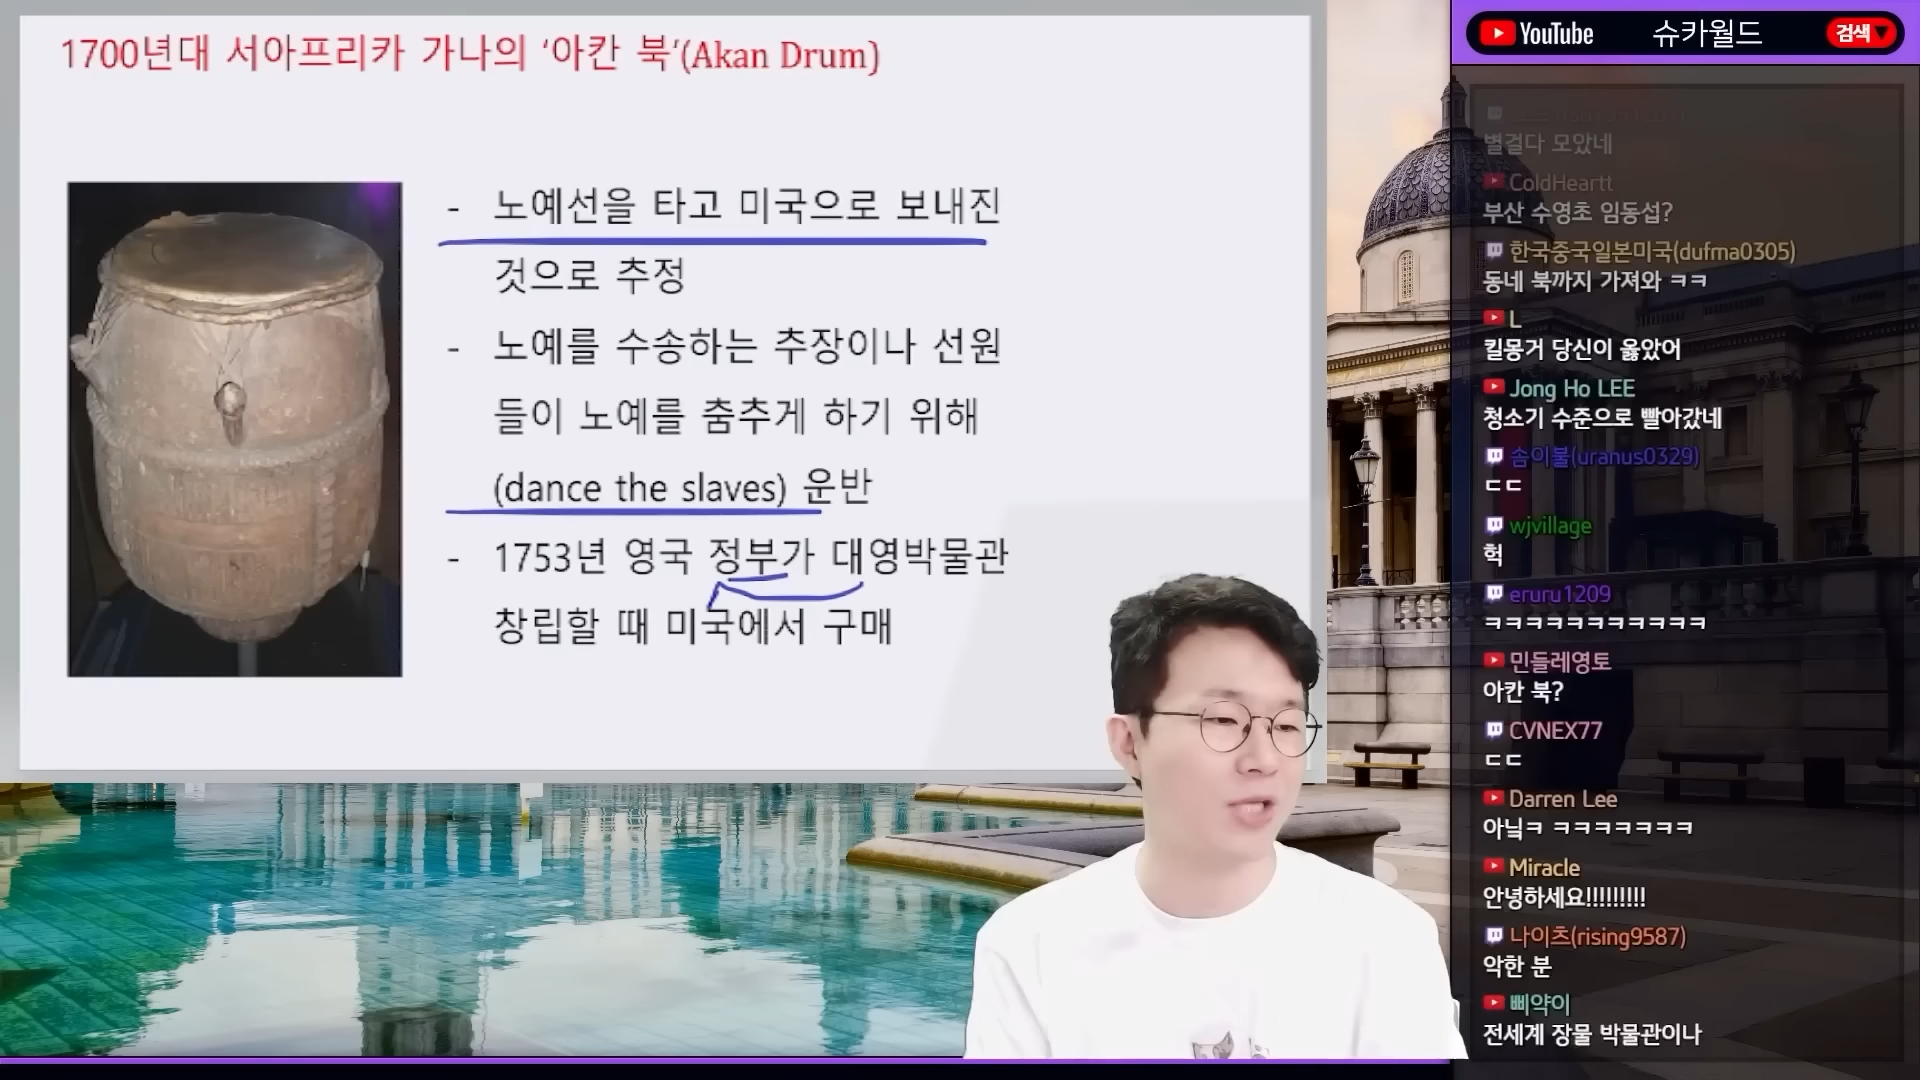 1700년대 서아프리카 가나의 ‘아칸 북’(Akan Drum)
- 노예선을 타고 미국으로 보내진
것으로 추정
- 노예를 수송하는 추장이나 선원
들이 노예를 춤추게 하기 위해
(dance the slaves) 운반
- 1753년 영국 정부가 대영박물관
창립할 때 미국에서 구매
YouTube 슈카월드 검색
별걸다 모았네
ColdHeartt
부산 수영초 임동섭?
한국중국일본미국(dufma0305)
동네 북까지 가져와 ㅋㅋ
L
킬몽거 당신이 옳았어
Jong Ho LEE
청소기 수준으로 빨아갔네
솜이불(uranus0329)
ㄷㄷ
wjvillage
헉
eruru1209
ㅋㅋㅋㅋㅋㅋㅋㅋㅋㅋㅋ
민들레영토
아칸 북?
CVNEX77
ㄷㄷ
Darren Lee
아닠ㅋ ㅋㅋㅋㅋㅋㅋㅋ
Miracle
안녕하세요!!!!!!!!!
나이츠(rising9587)
악한 분
삐약이
전세계 장물 박물관이나